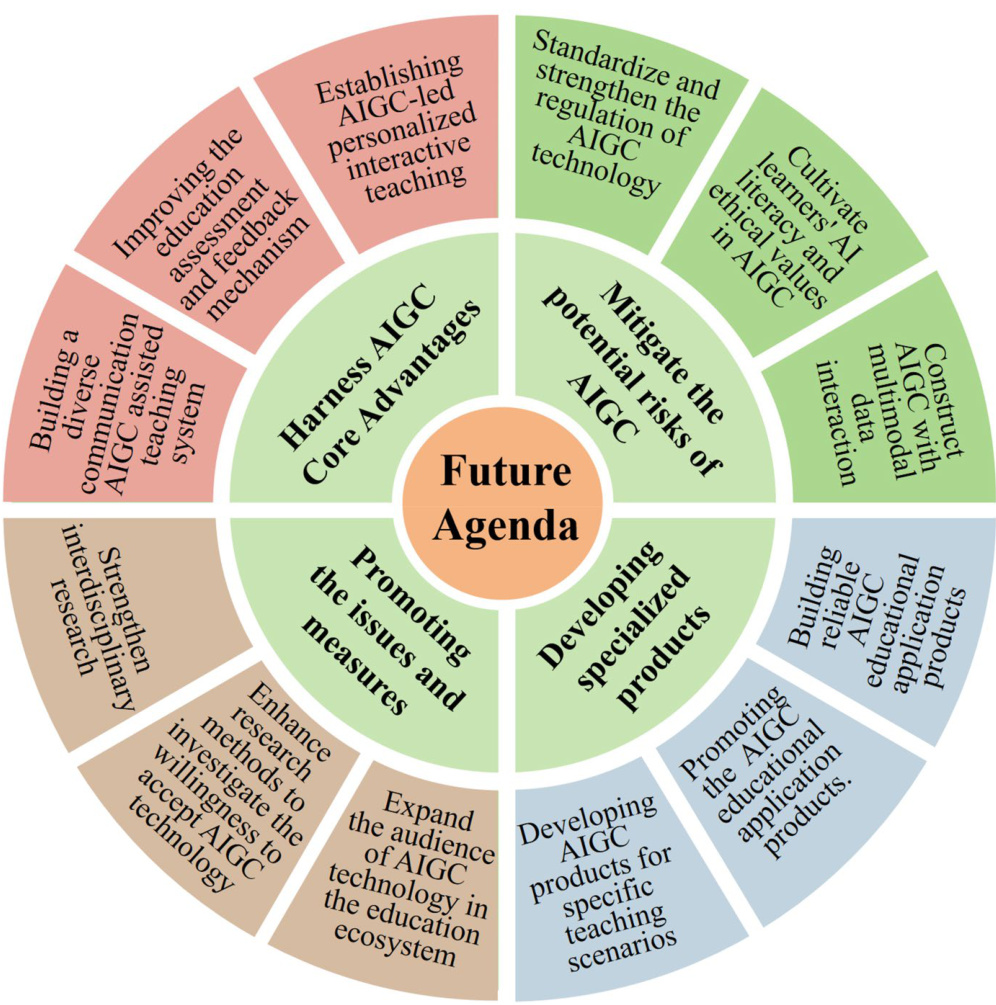 Future
Agenda
Harness AIGC
Core Advantages
Mitigate the
potential risks of
AIGC
Developing
specialized
products
Promoting
the issues and
measures
Establishing
AIGC-led
personalized
interactive
teaching
Improving the
education
assessment
and feedback
mechanism
Building a
diverse
communication
AIGC assisted
teaching
system
Standardize and
strengthen the
regulation of
AIGC
technology
Cultivate
learners' AI
literacy and
ethical values
in AIGC
Construct
AIGC with
multimodal
data
interaction
Building
reliable
AIGC
educational
application
products
Promoting
the AIGC
educational
application
products.
Developing
AIGC
products for
specific
teaching
scenarios
Expand
the audience
of AIGC
technology in
the education
ecosystem
Enhance
research
methods to
investigate the
willingness to
accept AIGC
technology
Strengthen
interdisciplinary
research